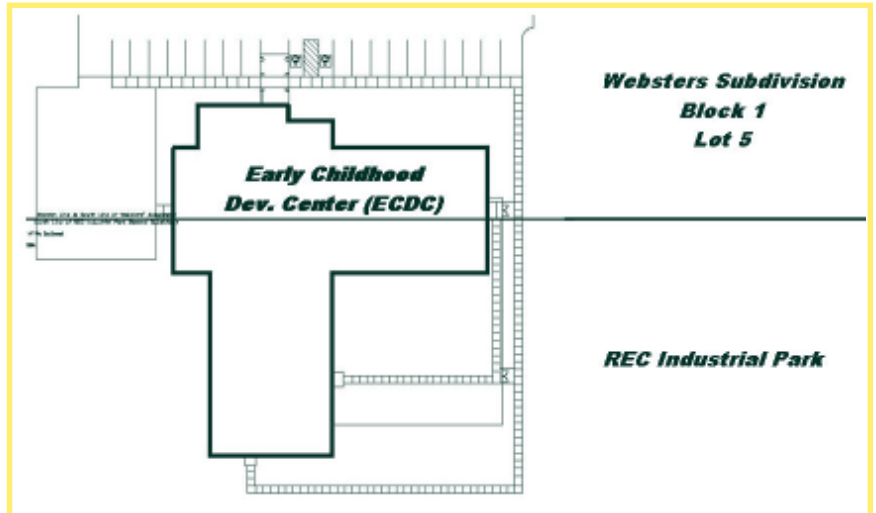 Websters Subdivision
Block 1
Lot 5
Early Childhood
Dev. Center (ECDC)
REC Industrial Park